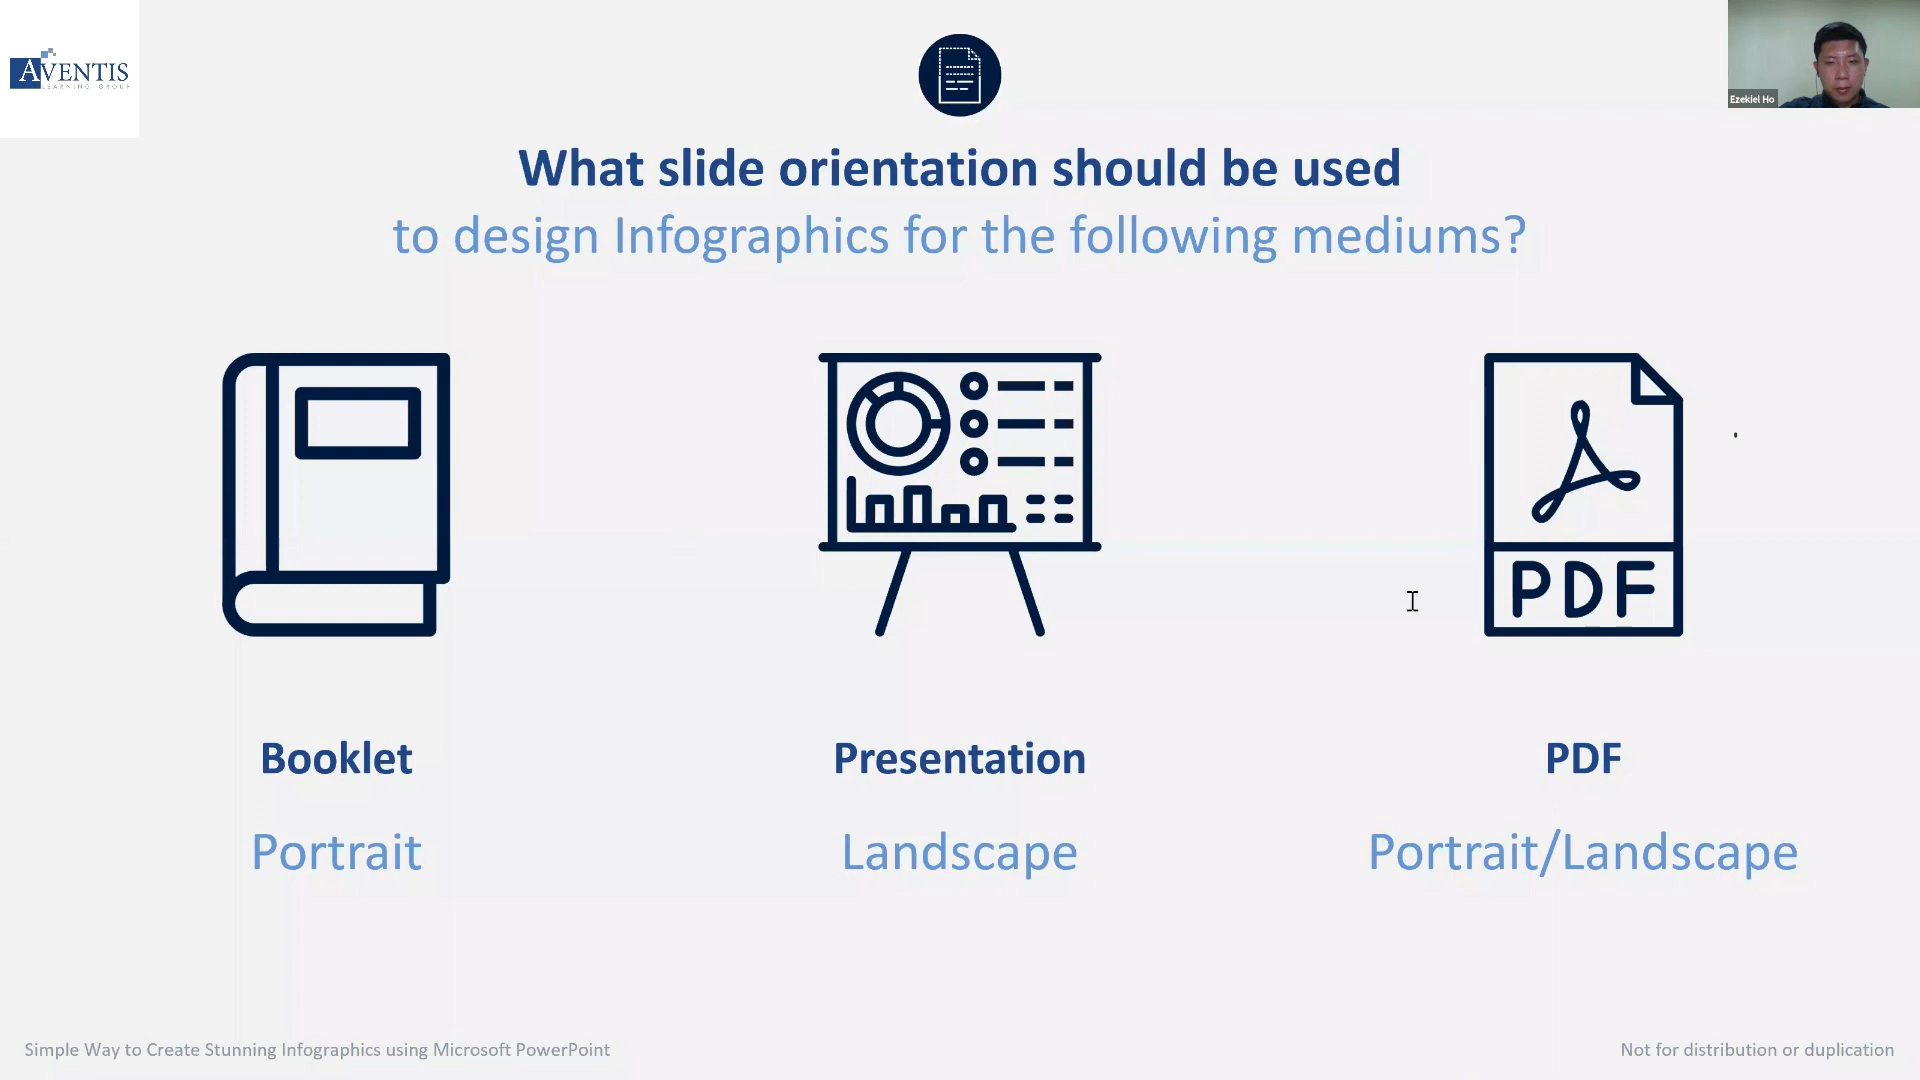 AVENTIS
LEARNING GROUP
Ezekiel Ho
What slide orientation should be used
to design Infographics for the following mediums?
PDF
Booklet
Presentation
PDF
Portrait
Landscape
Portrait/Landscape
Simple Way to Create Stunning Infographics using Microsoft PowerPoint
Not for distribution or duplication